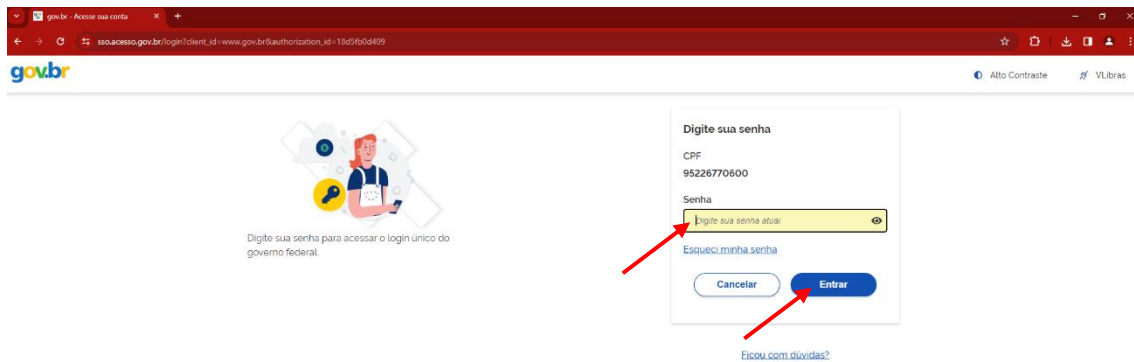 gov.br - Acesse sua conta
sso.acesso.gov.br/login?client_id=www.gov.br&authorization_id=18d5fb0d409
gov.br
Alto Contraste
VLibras
Digite sua senha para acessar o login único do
governo federal.
Digite sua senha
CPF
95226770600
Senha
Digite sua senha atual
Esqueci minha senha
Cancelar
Entrar
Ficou com dúvidas?